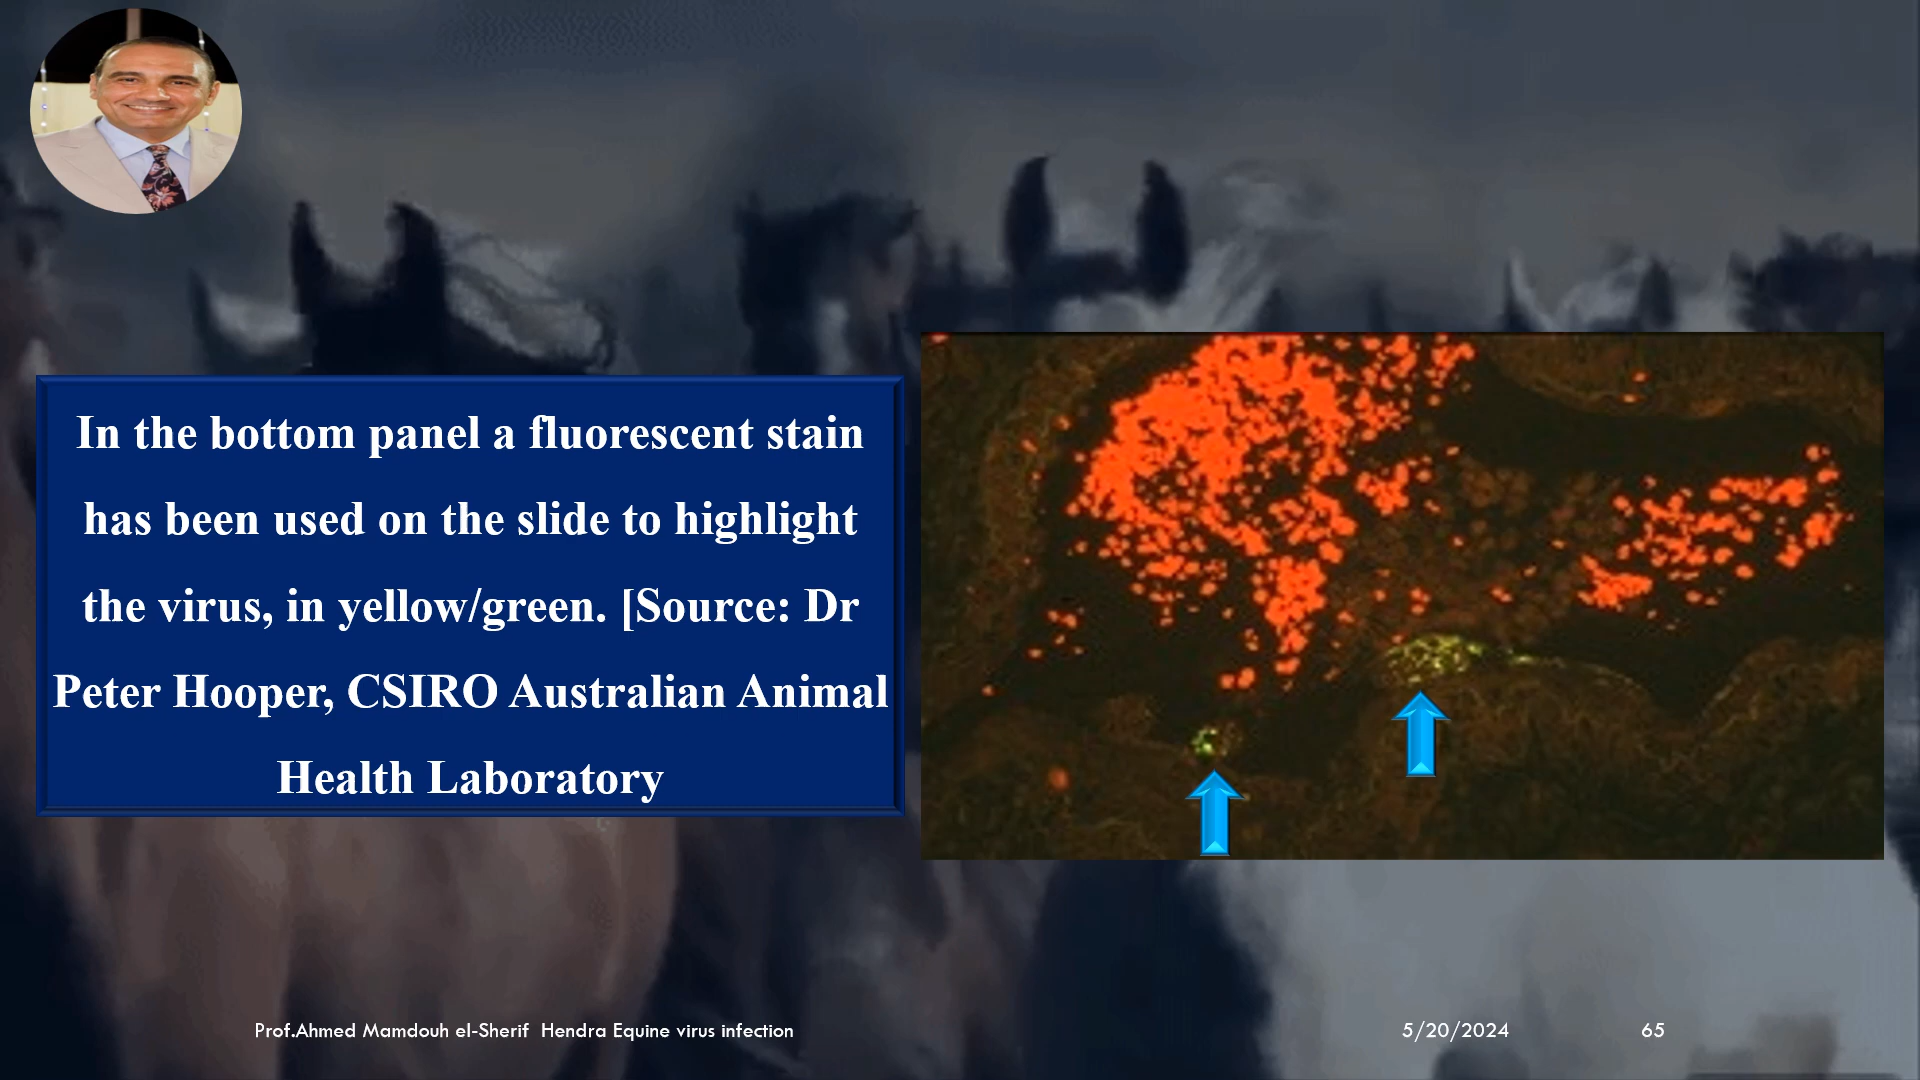 In the bottom panel a fluorescent stain
has been used on the slide to highlight
the virus, in yellow/green. [Source: Dr
Peter Hooper, CSIRO Australian Animal
Health Laboratory
Prof.Ahmed Mamdouh el-Sherif Hendra Equine virus infection
5/20/2024
65